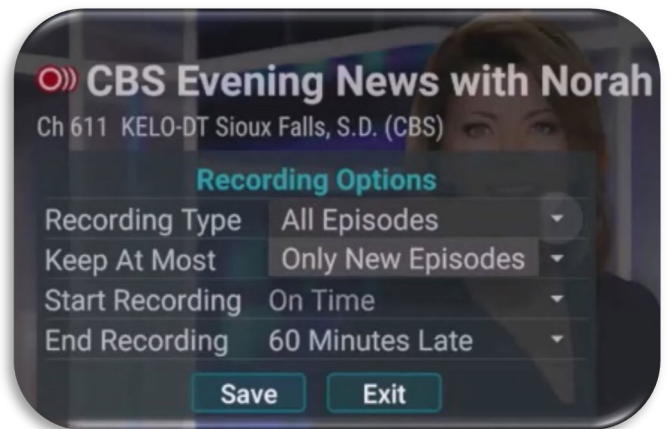 CBS Evening News with Norah
Ch 611 KELO-DT Sioux Falls, S.D. (CBS)
Recording Options
Recording Type All Episodes
Keep At Most Only New Episodes
Start Recording On Time
End Recording 60 Minutes Late
Save Exit